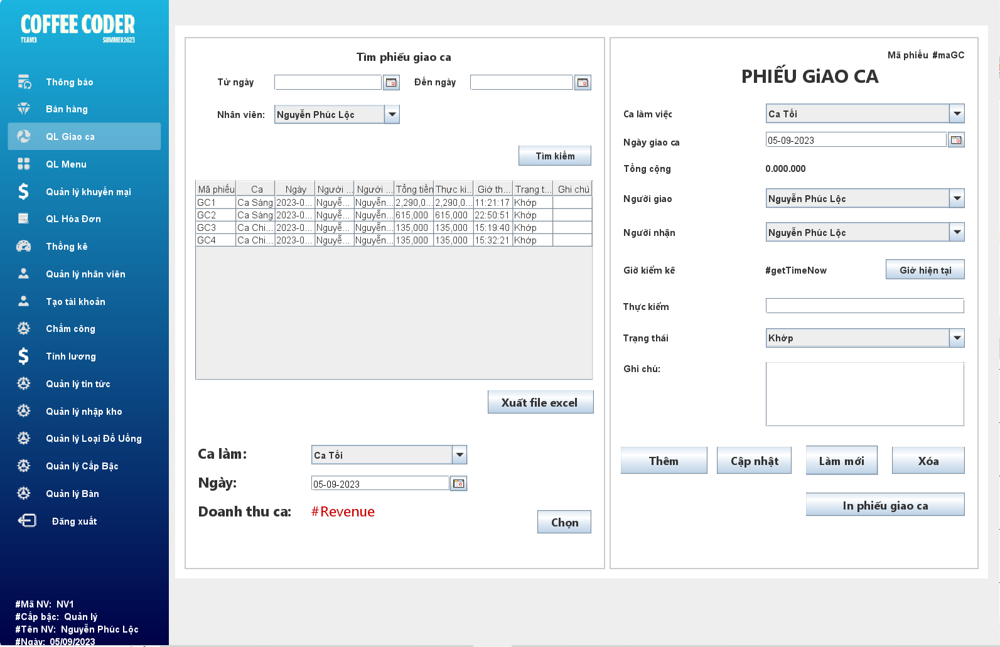 COFFEE CODER
TEAM3 SUMMER2023
Thông báo
Bán hàng
QL Giao ca
QL Menu
Quản lý khuyến mại
QL Hóa Đơn
Thống kê
Quản lý nhân viên
Tạo tài khoản
Chấm công
Tính lương
Quản lý tin tức
Quản lý nhập kho
Quản lý Loại Đồ Uống
Quản lý Cấp Bậc
Quản lý Bàn
Đăng xuất
#Mã NV: NV1
#Cấp bậc: Quản lý
#Tên NV: Nguyễn Phúc Lộc
#Ngày: 05/09/2023
Tìm phiếu giao ca
Từ ngày Đến ngày
Nhân viên: Nguyễn Phúc Lộc
Tìm kiếm
Mã phiếu Ca Ngày Người ... Người ... Tổng tiền Thực ki... Giờ th... Trạng t... Ghi chú
GC1 Ca Sáng 2023-0... Nguyễ... Nguyễn... 2,290,0... 2,290,0... 11:21:17 Khớp
GC2 Ca Sáng 2023-0... Nguyễ... Nguyễn... 615,000 615,000 22:50:51 Khớp
GC3 Ca Chi... 2023-0... Nguyễ... Nguyễn... 135,000 135,000 15:19:40 Khớp
GC4 Ca Chi... 2023-0... Nguyễ... Nguyễn... 135,000 135,000 15:32:21 Khớp
Xuất file excel
Ca làm: Ca Tối
Ngày: 05-09-2023
Doanh thu ca: #Revenue
Chọn
Mã phiếu #maGC
PHIẾU GiAO CA
Ca làm việc Ca Tối
Ngày giao ca 05-09-2023
Tổng cộng 0.000.000
Người giao Nguyễn Phúc Lộc
Người nhận Nguyễn Phúc Lộc
Giờ kiểm kê #getTimeNow Giờ hiện tại
Thực kiểm
Trạng thái Khớp
Ghi chú:
Thêm Cập nhật Làm mới Xóa
In phiếu giao ca